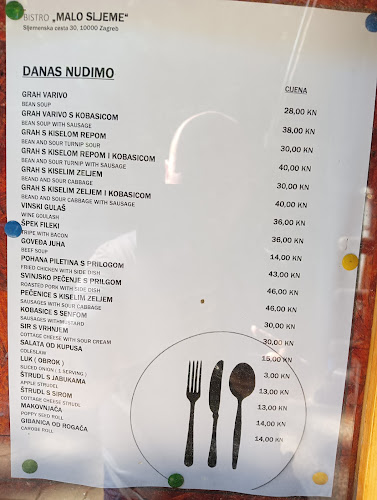 BISTRO „MALO SLJEME“
Sljemenska cesta 30, 10000 Zagreb
DANAS NUDIMO CIJENA
GRAH VARIVO 28,00 KN
BEAN SOUP
GRAH VARIVO S KOBASICOM 38,00 KN
BEAN SOUP WITH SAUSAGE
GRAH S KISELOM REPOM 30,00 KN
BEAN AND SOUR TURNIP SOUR
GRAH S KISELOM REPOM I KOBASICOM 40,00 KN
BEAN AND SOUR TURNIP WITH SAUSAGE
GRAH S KISELIM ZELJEM 30,00 KN
BEAND AND SOUR CABBAGE
GRAH S KISELIM ZELJEM I KOBASICOM 40,00 KN
BEAND AND SOUR CABBAGE WITH SAUSAGE
VINSKI GULAŠ 36,00 KN
WINE GOULASH
ŠPEK FILEKI 36,00 KN
TRIPE WITH BACON
GOVEĐA JUHA 14,00 KN
BEEF SOUP
POHANA PILETINA S PRILOGOM 43,00 KN
FRIED CHICKEN WITH SIDE DISH
SVINJSKO PEČENJE S PRILOGOM 46,00 KN
ROASTED PORK WITH SIDE DISH
PEČENICE S KISELIM ZELJEM 46,00 KN
SAUSAGES WITH SOUR CABBAGE
KOBASICE S SENFOM 30,00 KN
SAUSAGES WITHMUSTARD
SIR S VRHNJEM 30,00 KN
COTTAGE CHEESE WITH SOUR CREAM
SALATA OD KUPUSA 15,00 KN
COLESLAW
LUK ( OBROK ) 3,00 KN
SLICED ONION ( 1 SERVING )
ŠTRUDL S JABUKAMA 13,00 KN
APPLE STRUDEL
ŠTRUDL S SIROM 13,00 KN
COTTAGE CHEESE STRUDL
MAKOVNJAČA 14,00 KN
POPPY SEED ROLL
GIBANICA OD ROGAČA 14,00 KN
CAROBE ROLL